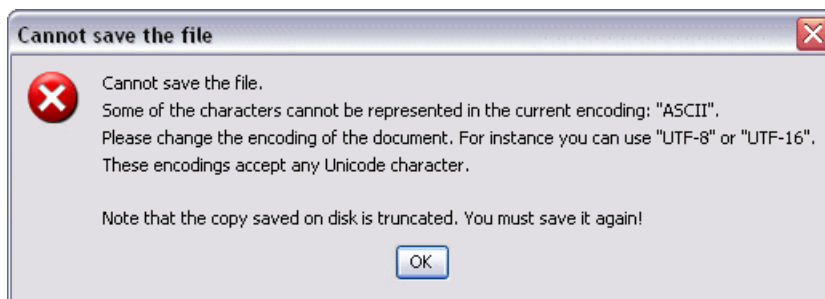 Cannot save the file
Cannot save the file.
Some of the characters cannot be represented in the current encoding: "ASCII".
Please change the encoding of the document. For instance you can use "UTF-8" or "UTF-16".
These encodings accept any Unicode character.
Note that the copy saved on disk is truncated. You must save it again!
OK